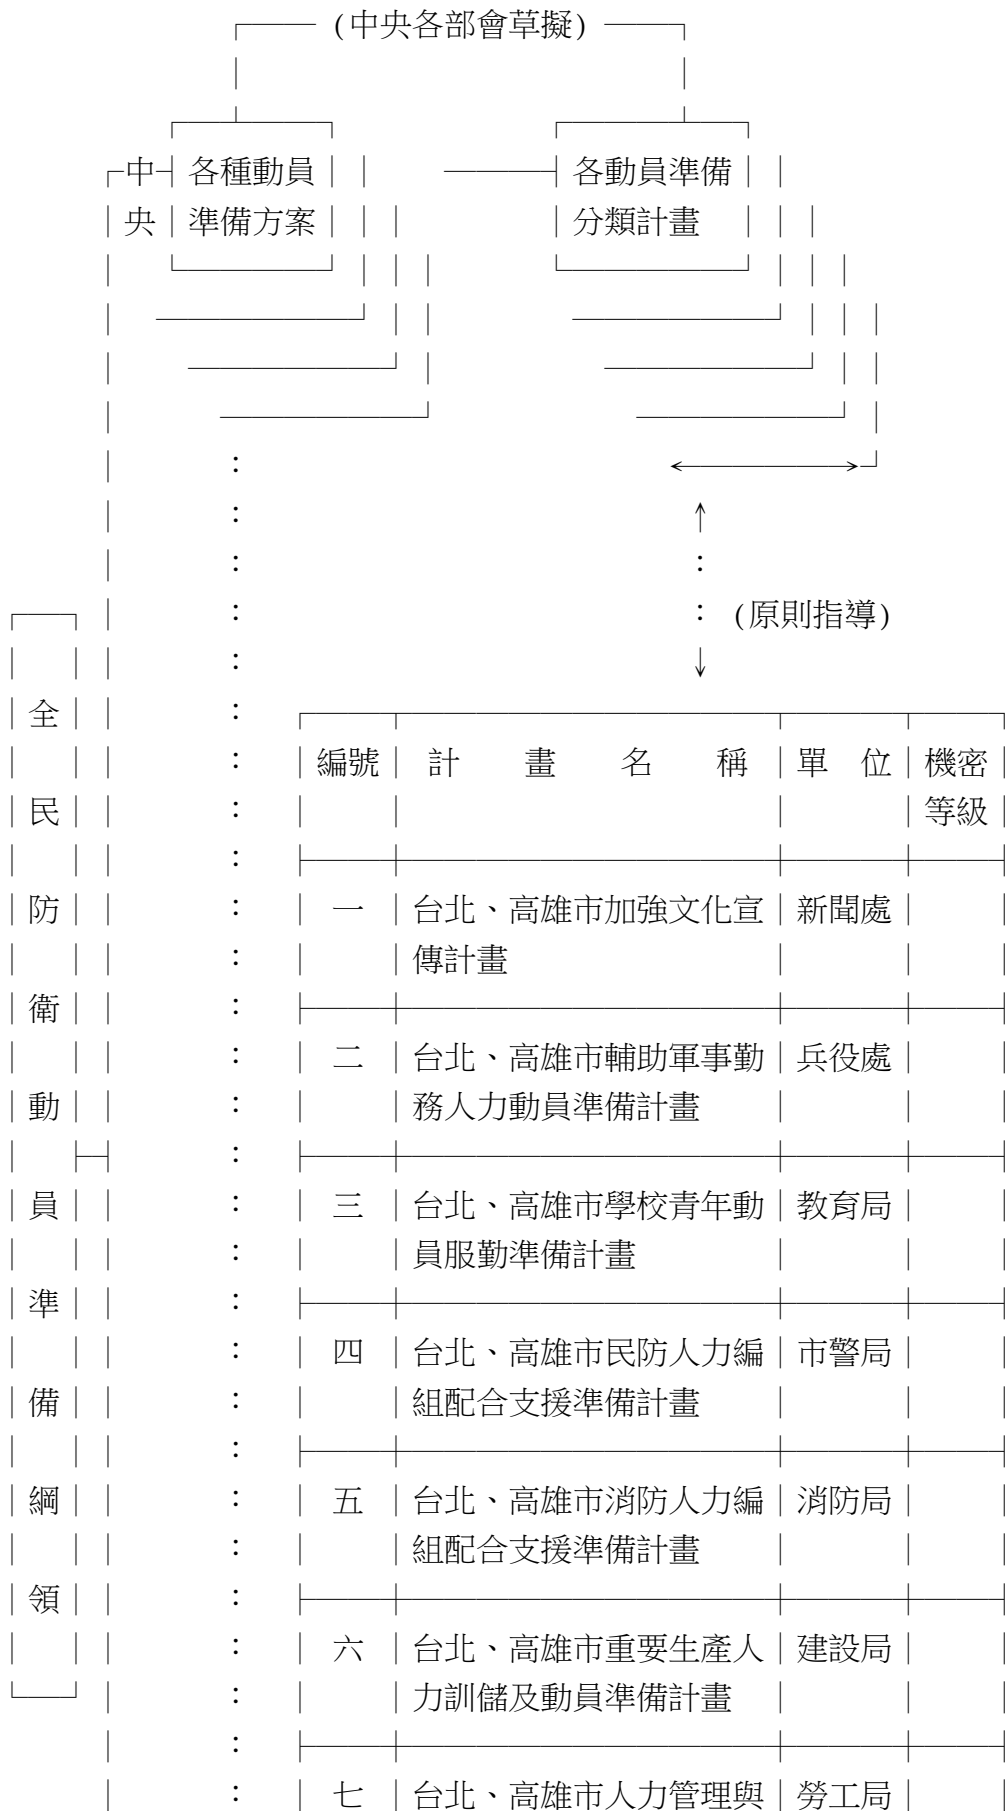 (中央各部會草擬)
中央
各種動員
準備方案
各動員準備
分類計畫
(原則指導)
全民防衛動員準備綱領
編號 計畫名稱 單位 機密
等級
一 台北、高雄市加強文化宣 新聞處
傳計畫
二 台北、高雄市輔助軍事勤 兵役處
務人力動員準備計畫
三 台北、高雄市學校青年動 教育局
員服勤準備計畫
四 台北、高雄市民防人力編 市警局
組配合支援準備計畫
五 台北、高雄市消防人力編 消防局
組配合支援準備計畫
六 台北、高雄市重要生產人 建設局
力訓儲及動員準備計畫
七 台北、高雄市人力管理與 勞工局